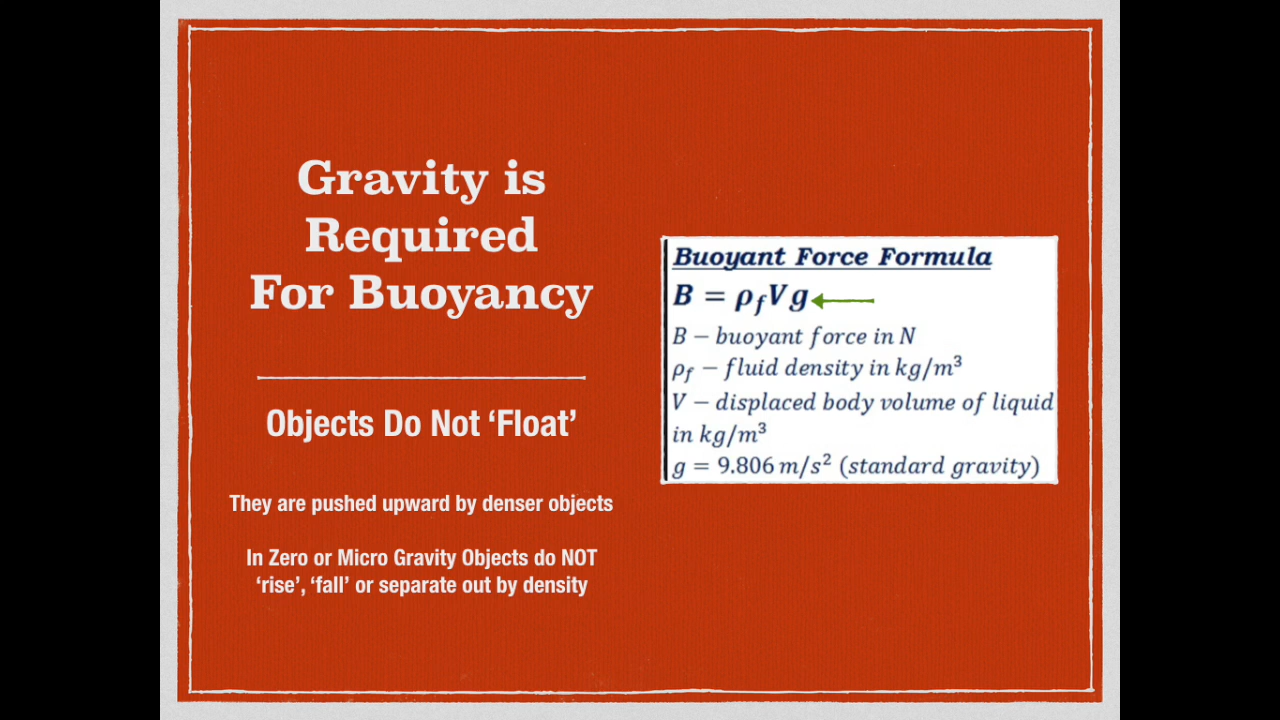 Gravity is
Required
For Buoyancy
Objects Do Not ‘Float’
They are pushed upward by denser objects
In Zero or Micro Gravity Objects do NOT
‘rise’, ‘fall’ or separate out by density
Buoyant Force Formula
B = ρfVg
B − buoyant force in N
ρf − fluid density in kg/m³
V − displaced body volume of liquid
in kg/m³
g = 9.806 m/s² (standard gravity)